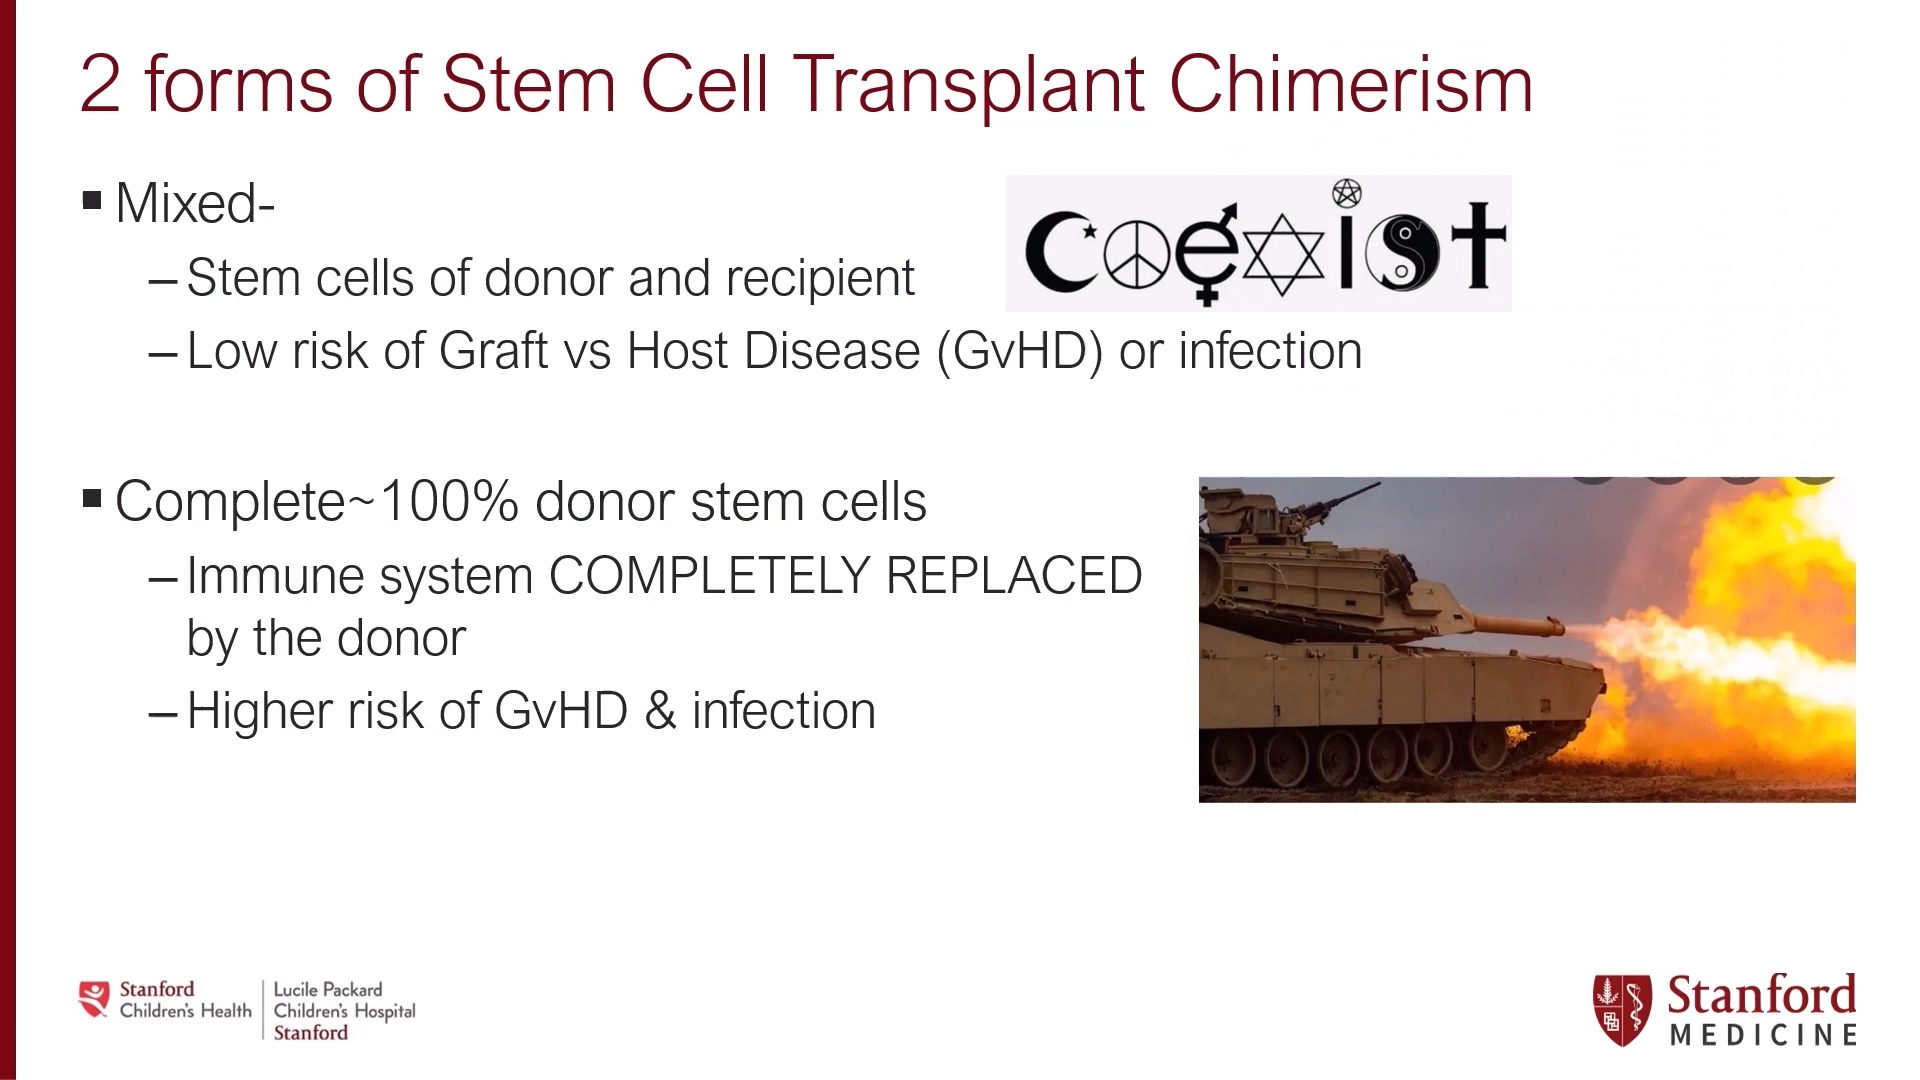 2 forms of Stem Cell Transplant Chimerism
▪ Mixed-
– Stem cells of donor and recipient
coexist
– Low risk of Graft vs Host Disease (GvHD) or infection
▪ Complete~100% donor stem cells
– Immune system COMPLETELY REPLACED
by the donor
– Higher risk of GvHD & infection
Stanford
Children's Health
Lucile Packard
Children's Hospital
Stanford
Stanford
MEDICINE